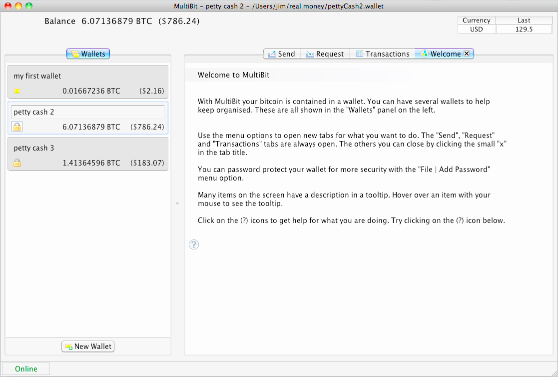 MultiBit - petty cash 2 - /Users/jim/real money/pettyCash2.wallet
Balance 6.07136879 BTC ($786.24)
Currency Last
USD 129.5
Wallets
Send Request Transactions Welcome
my first wallet
0.01667236 BTC ($2.16)
petty cash 2
6.07136879 BTC ($786.24)
petty cash 3
1.41364596 BTC ($183.07)
New Wallet
Welcome to MultiBit
With MultiBit your bitcoin is contained in a wallet. You can have several wallets to help
keep organised. These are all shown in the "Wallets" panel on the left.
Use the menu options to open new tabs for what you want to do. The "Send", "Request"
and "Transactions" tabs are always open. The others you can close by clicking the small "x"
in the tab title.
You can password protect your wallet for more security with the "File | Add Password"
menu option.
Many items on the screen have a description in a tooltip. Hover over an item with your
mouse to see the tooltip.
Click on the (?) icons to get help for what you are doing. Try clicking on the (?) icon below.
?
Online